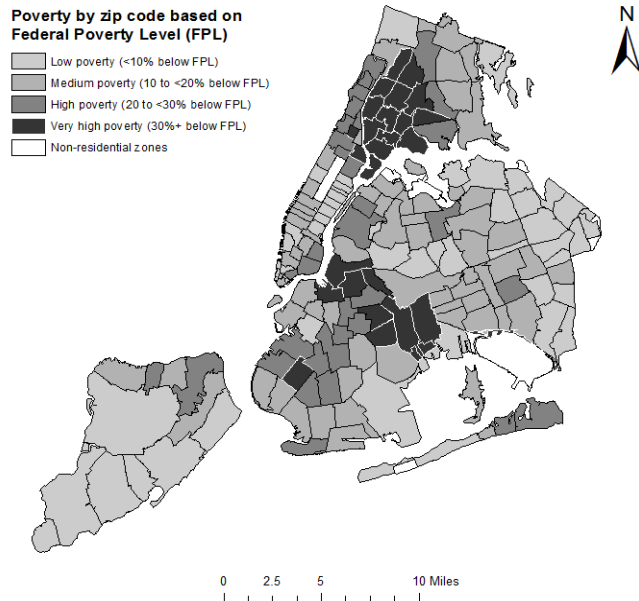 Poverty by zip code based on
Federal Poverty Level (FPL)
Low poverty (<10% below FPL)
Medium poverty (10 to <20% below FPL)
High poverty (20 to <30% below FPL)
Very high poverty (30%+ below FPL)
Non-residential zones
N
0 2.5 5 10 Miles